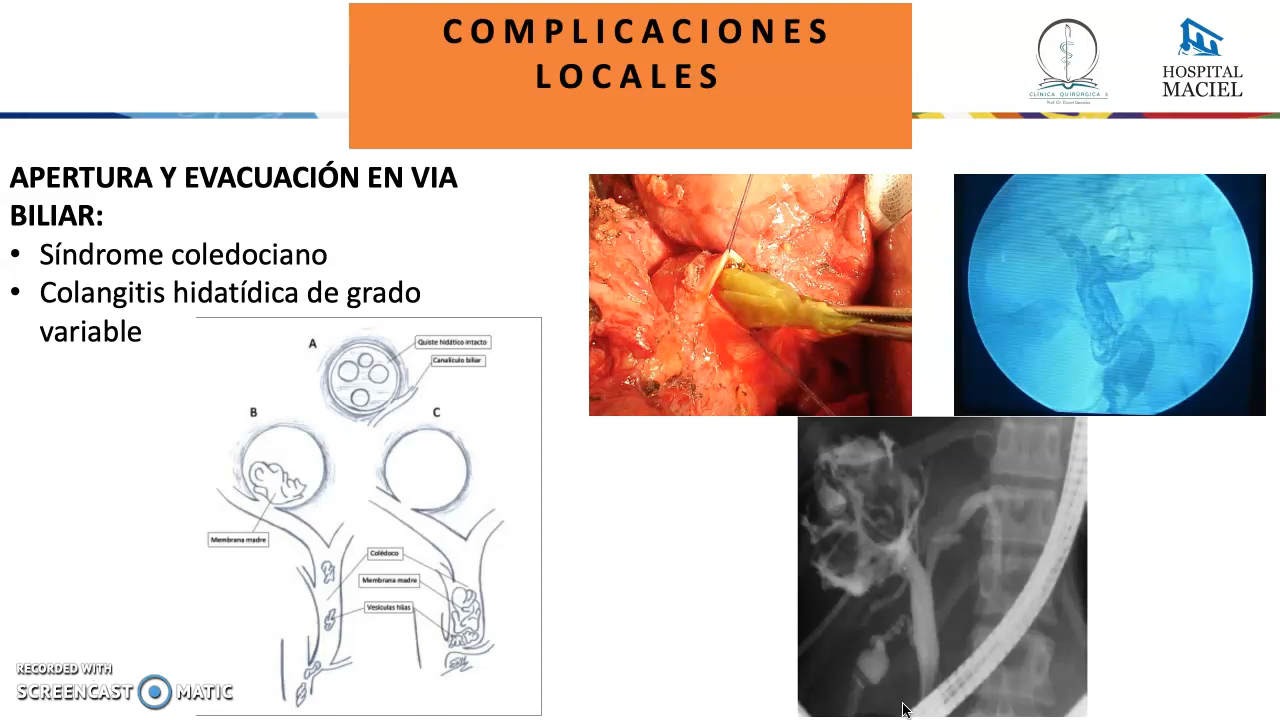 COMPLICACIONES
LOCALES
CLÍNICA QUIRÚRGICA 3
HOSPITAL
MACIEL
APERTURA Y EVACUACIÓN EN VIA
BILIAR:
• Síndrome coledociano
• Colangitis hidatídica de grado
variable
A
Quiste hidático intacto
Canalículo biliar
B
C
Membrana madre
Colédoco
Membrana madre
Vesículas hijas
RECORDED WITH
SCREENCAST MATIC